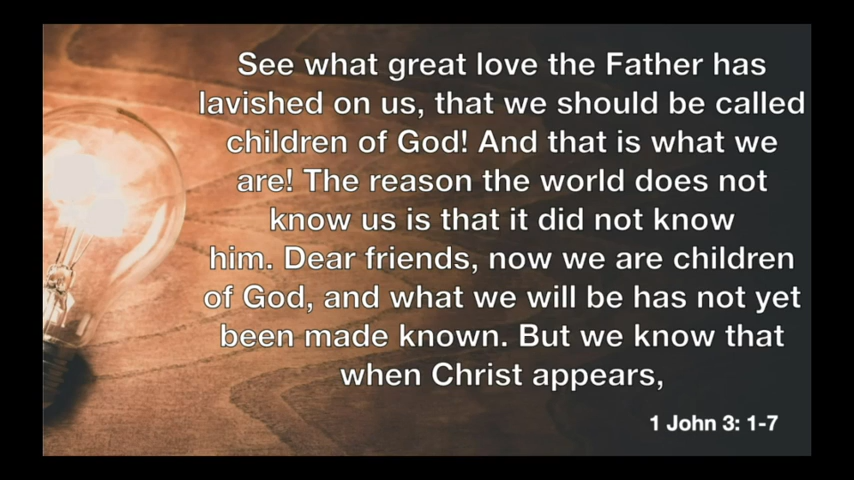 See what great love the Father has
lavished on us, that we should be called
children of God! And that is what we
are! The reason the world does not
know us is that it did not know
him. Dear friends, now we are children
of God, and what we will be has not yet
been made known. But we know that
when Christ appears,
1 John 3: 1-7